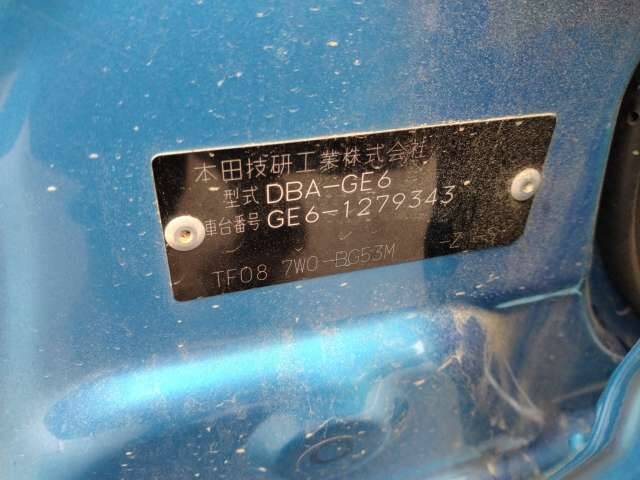 本田技研工業株式会社
型式 DBA-GE6
車台番号 GE6-1279343
TF08 7W0-BG53M